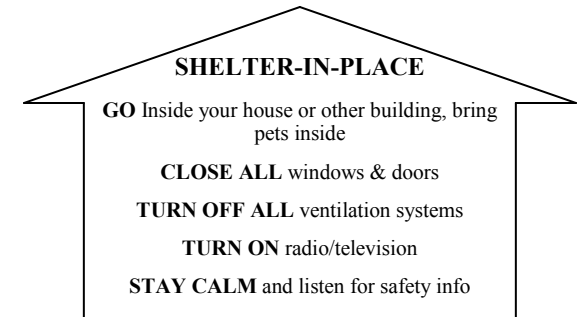 SHELTER-IN-PLACE
GO Inside your house or other building, bring
pets inside
CLOSE ALL windows & doors
TURN OFF ALL ventilation systems
TURN ON radio/television
STAY CALM and listen for safety info